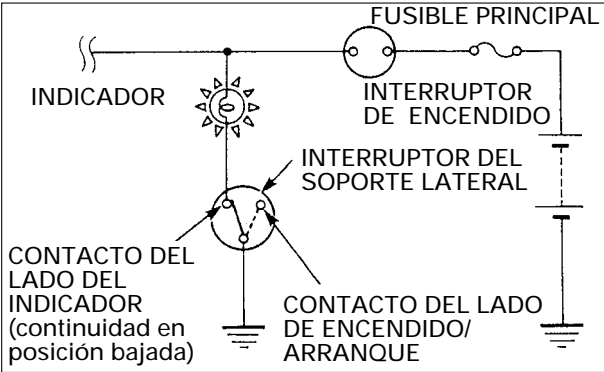 FUSIBLE PRINCIPAL
INDICADOR
INTERRUPTOR
DE ENCENDIDO
INTERRUPTOR DEL
SOPORTE LATERAL
CONTACTO DEL
LADO DEL
INDICADOR
(continuidad en
posición bajada)
CONTACTO DEL LADO
DE ENCENDIDO/
ARRANQUE